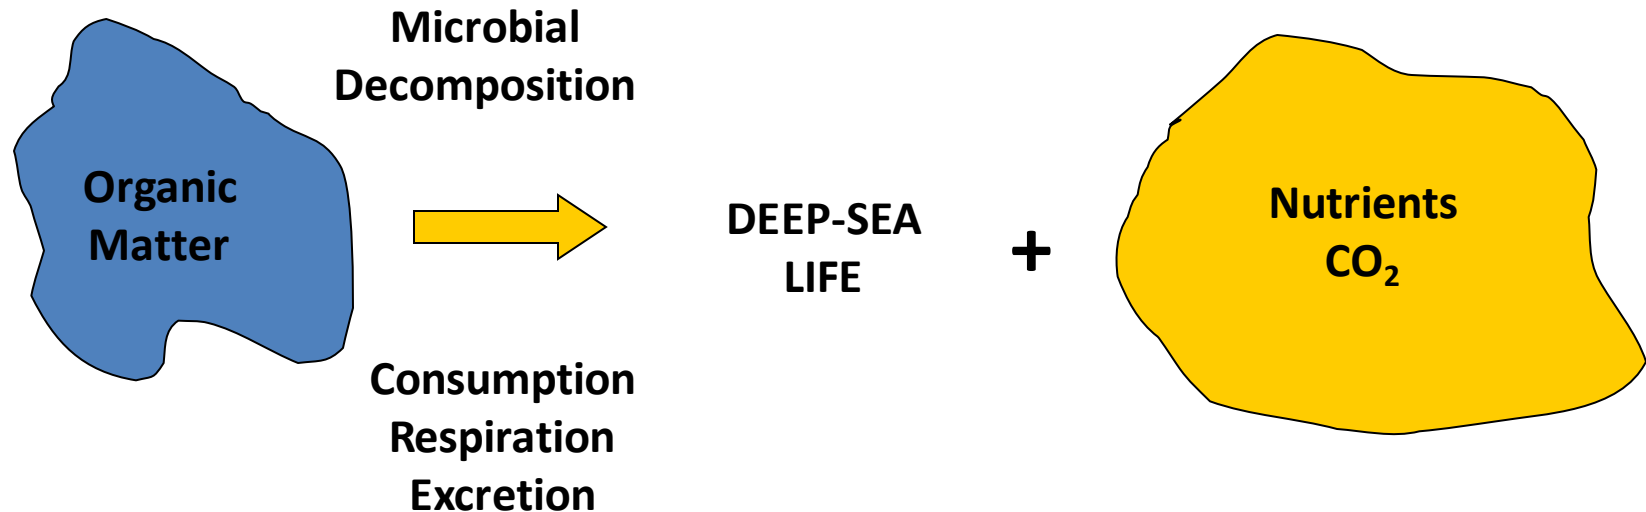 Microbial
Decomposition
Organic
Matter
DEEP-SEA
LIFE
+
Nutrients
CO₂
Consumption
Respiration
Excretion